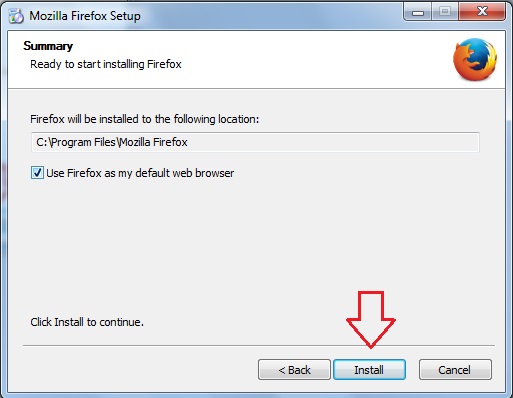 Mozilla Firefox Setup
Summary
Ready to start installing Firefox
Firefox will be installed to the following location:
C:\Program Files\Mozilla Firefox
Use Firefox as my default web browser
Click Install to continue.
< Back Install Cancel